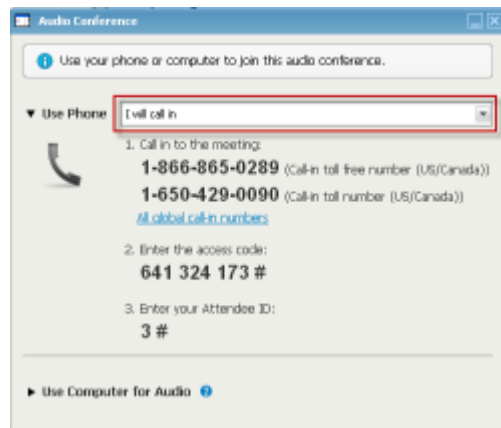 Audio Conference
Use your phone or computer to join this audio conference.
Use Phone
I will call in
1. Call in to the meeting:
1-866-865-0289 (Call-in toll free number (US/Canada))
1-650-429-0090 (Call-in toll number (US/Canada))
All global call-in numbers
2. Enter the access code:
641 324 173 #
3. Enter your Attendee ID:
3 #
Use Computer for Audio